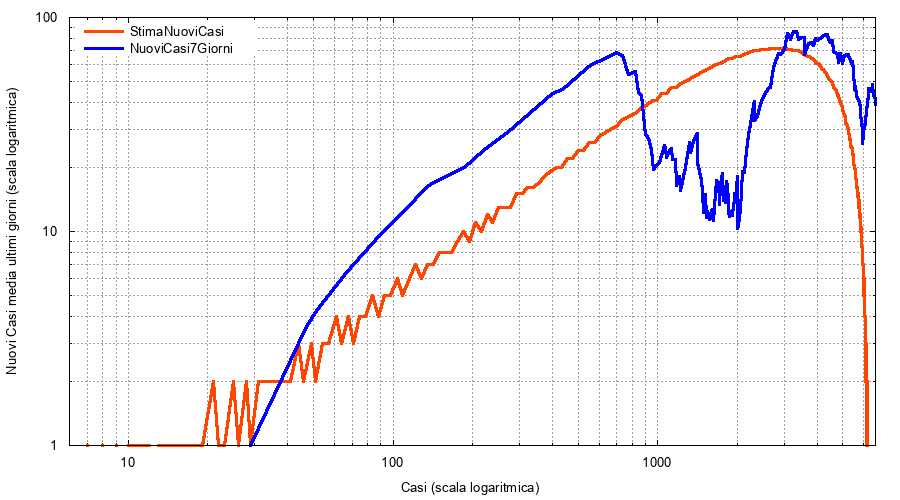 100
StimaNuoviCasi
NuoviCasi7Giorni
Nuovi Casi media ultimi giorni (scala logaritmica)
10
1
10
100
1000
Casi (scala logaritmica)